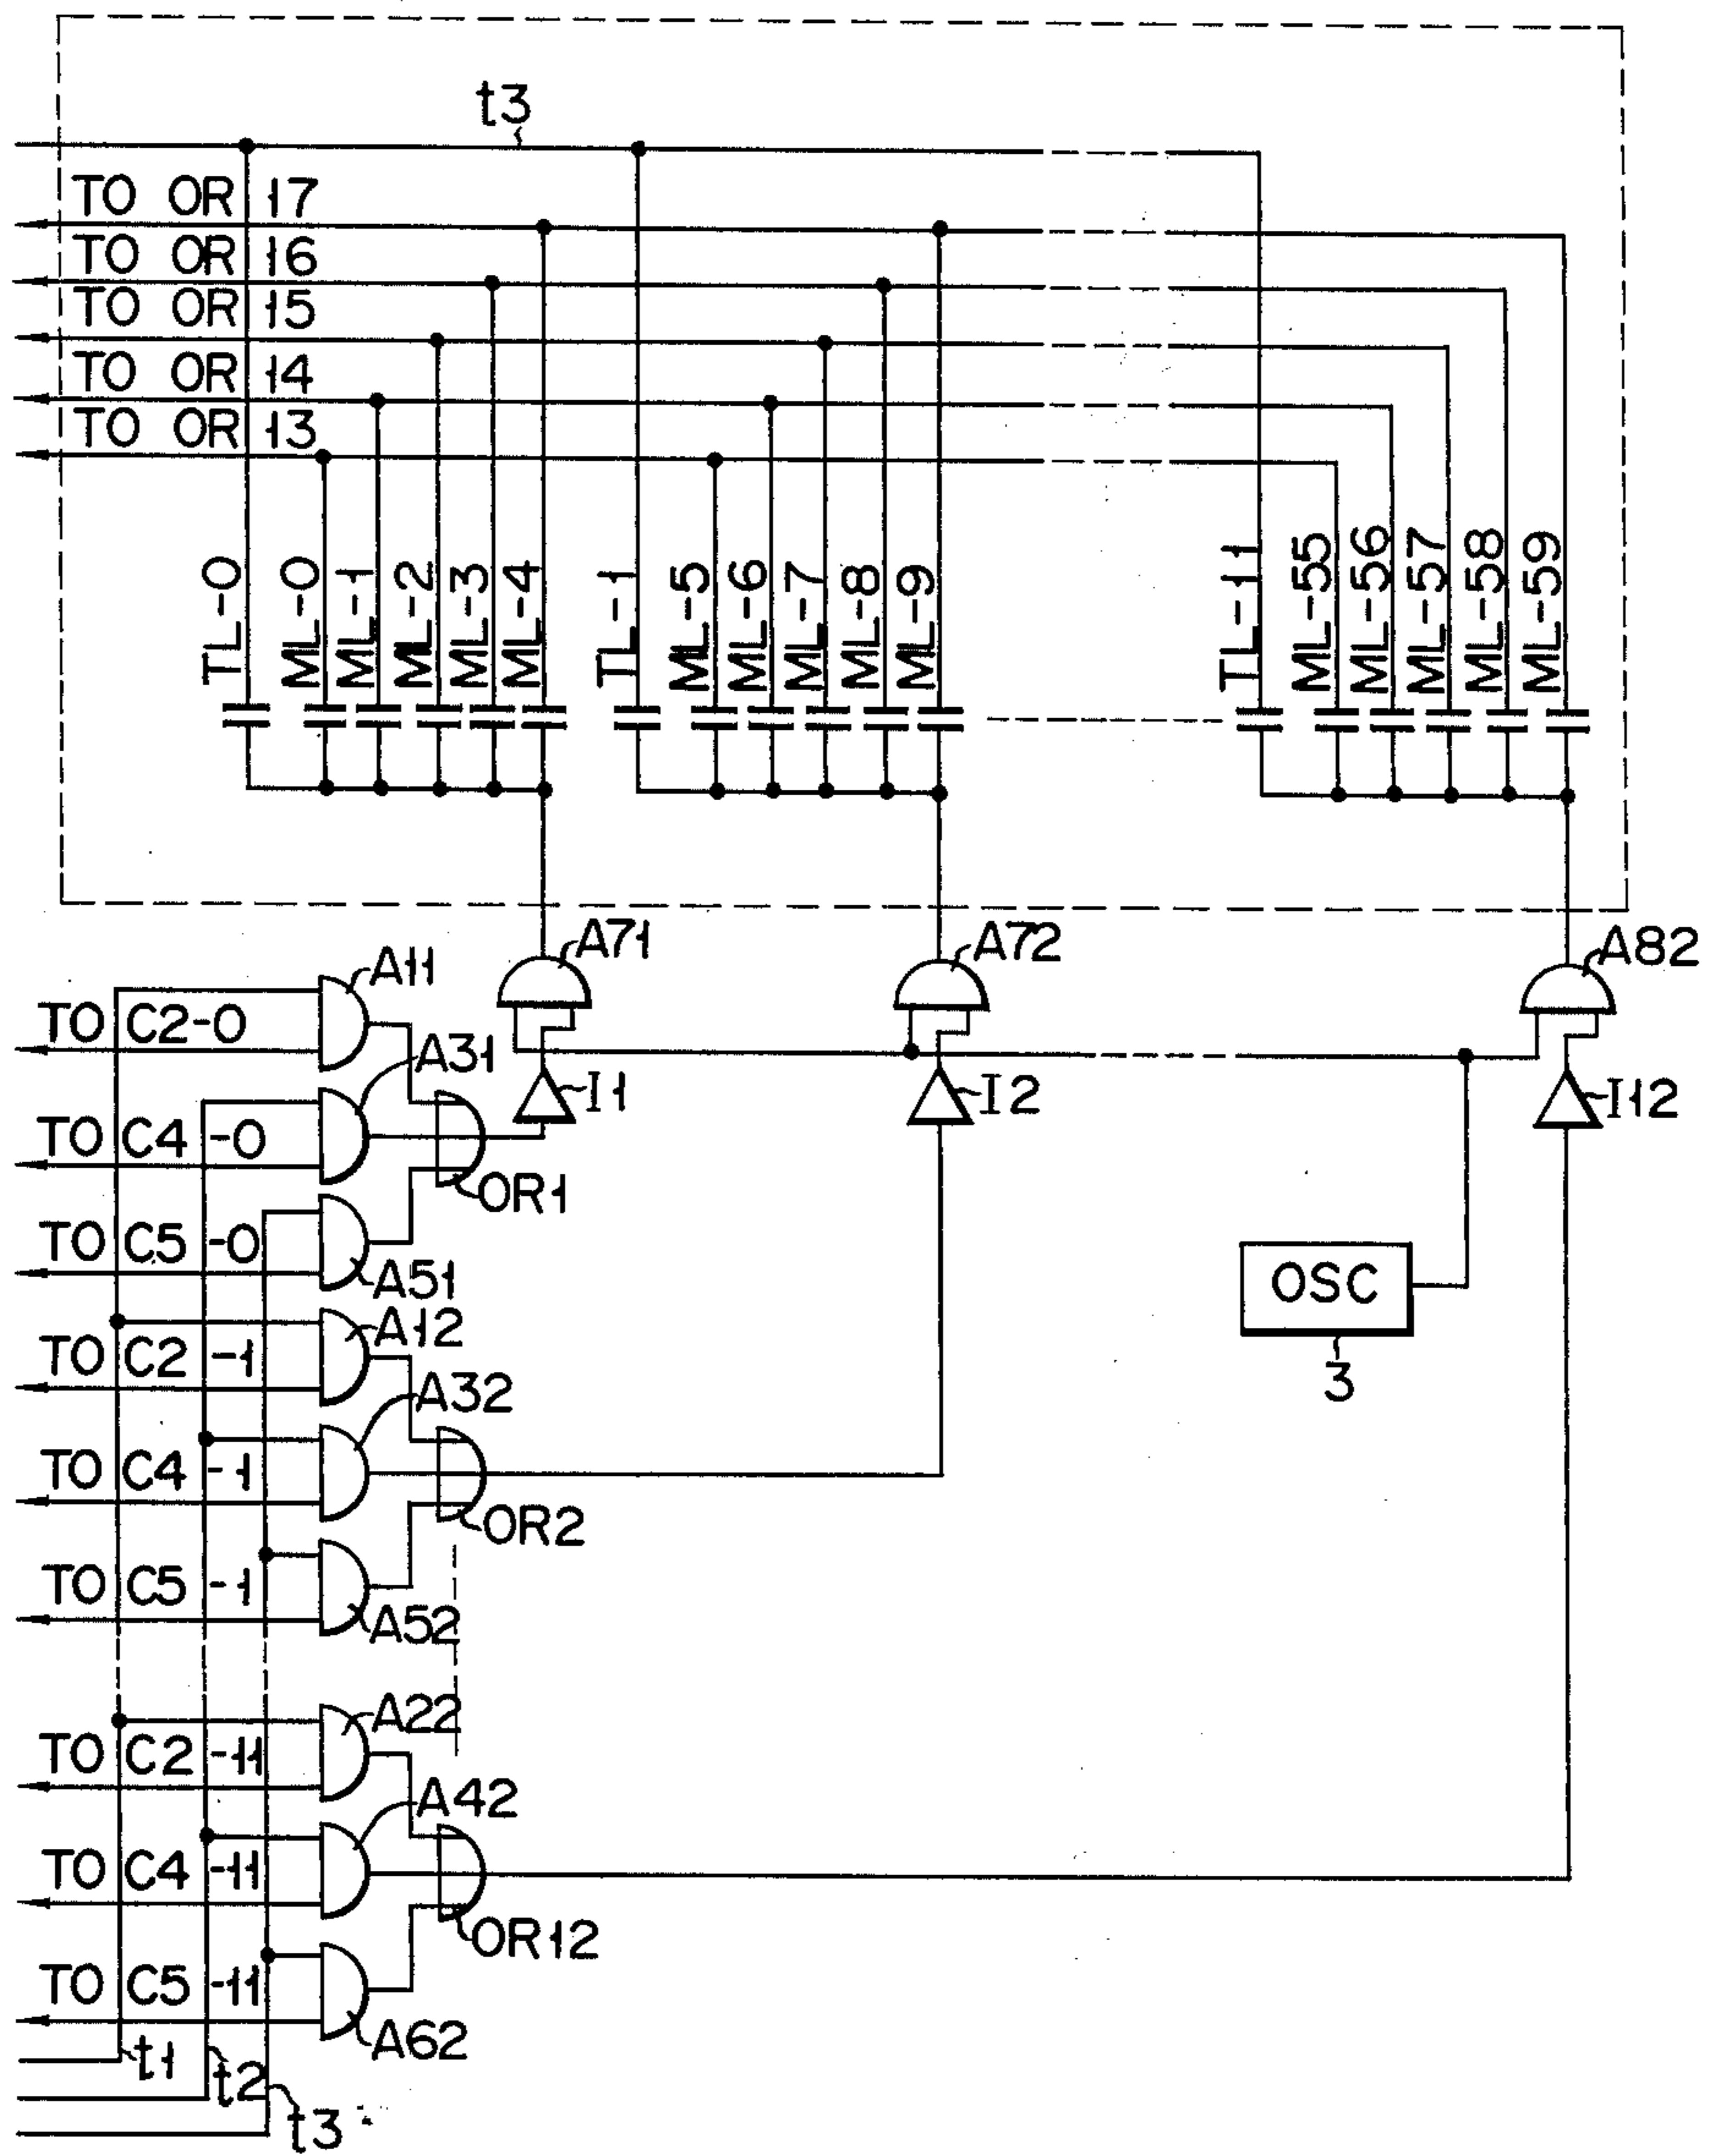 t3
TO OR 17
TO OR 16
TO OR 15
TO OR 14
TO OR 13
TL-0
ML-0
ML-1
ML-2
ML-3
ML-4
TL-1
ML-5
ML-6
ML-7
ML-8
ML-9
TL-11
ML-55
ML-56
ML-57
ML-58
ML-59
A71
A72
A82
A11
TO C2-0
A31
I1
I2
I12
TO C4-0
OR1
TO C5-0
A51
OSC
3
A12
TO C2-1
A32
TO C4-1
OR2
TO C5-1
A52
A22
TO C2-11
A42
TO C4-11
OR12
TO C5-11
A62
t1
t2
t3